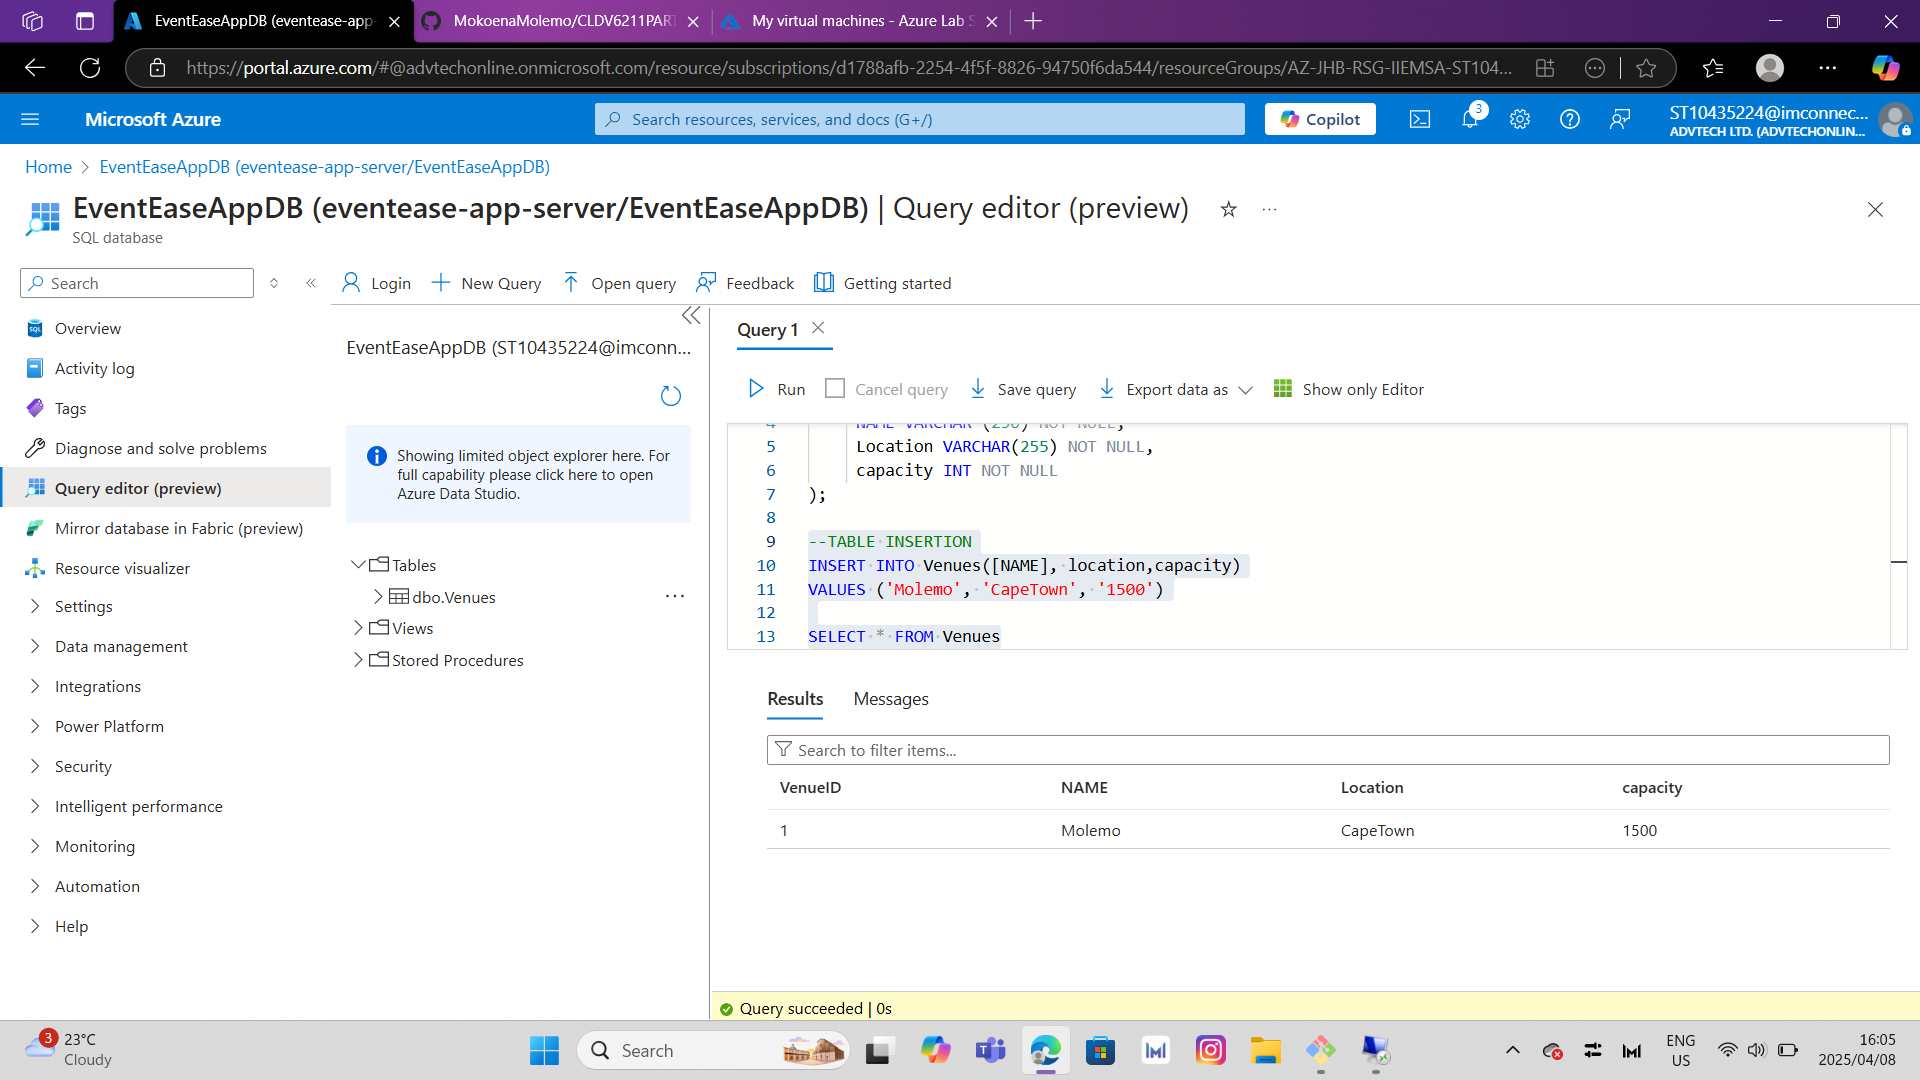 EventEaseAppDB (eventease-app-
MokoenaMolemo/CLDV6211PART
My virtual machines - Azure Lab S
https://portal.azure.com/#@advtechonline.onmicrosoft.com/resource/subscriptions/d1788afb-2254-4f5f-8826-94750f6da544/resourceGroups/AZ-JHB-RSG-IIEMSA-ST104...
Microsoft Azure
Search resources, services, and docs (G+/)
Copilot
3
ST10435224@imconnec...
ADVTECH LTD. (ADVTECHONLIN...
Home > EventEaseAppDB (eventease-app-server/EventEaseAppDB)
EventEaseAppDB (eventease-app-server/EventEaseAppDB) | Query editor (preview)
SQL database
Search
Login
New Query
Open query
Feedback
Getting started
Overview
Activity log
Tags
Diagnose and solve problems
Query editor (preview)
Mirror database in Fabric (preview)
Resource visualizer
Settings
Data management
Integrations
Power Platform
Security
Intelligent performance
Monitoring
Automation
Help
EventEaseAppDB (ST10435224@imconn...
Showing limited object explorer here. For
full capability please click here to open
Azure Data Studio.
Tables
dbo.Venues
Views
Stored Procedures
Query 1
Run
Cancel query
Save query
Export data as
Show only Editor
5 Location VARCHAR(255) NOT NULL,
6 capacity INT NOT NULL
7 );
8
9 --TABLE INSERTION
10 INSERT INTO Venues([NAME], location,capacity)
11 VALUES ('Molemo', 'CapeTown', '1500')
12
13 SELECT * FROM Venues
Results
Messages
Search to filter items...
VenueID NAME Location capacity
1 Molemo CapeTown 1500
Query succeeded | 0s
3
23°C
Cloudy
Search
ENG
US
16:05
2025/04/08